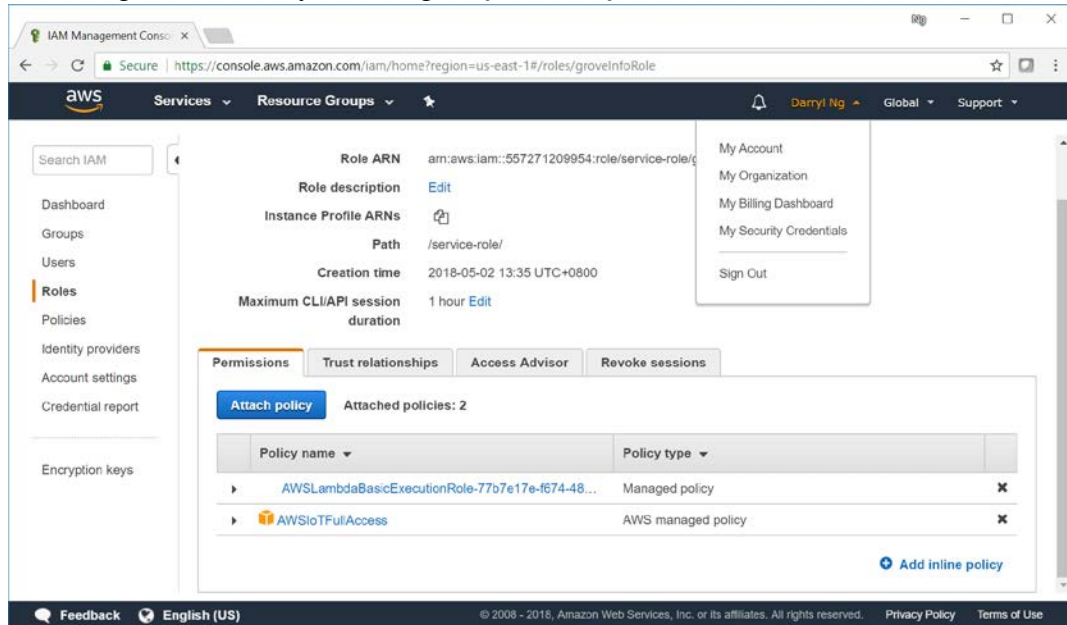 IAM Management Conso
Secure | https://console.aws.amazon.com/iam/home?region=us-east-1#/roles/groveInfoRole
aws Services Resource Groups Darryl Ng Global Support
Search IAM
Dashboard
Groups
Users
Roles
Policies
Identity providers
Account settings
Credential report
Encryption keys
Role ARN arn:aws:iam::557271209954:role/service-role/g
Role description Edit
Instance Profile ARNs
Path /service-role/
Creation time 2018-05-02 13:35 UTC+0800
Maximum CLI/API session duration 1 hour Edit
My Account
My Organization
My Billing Dashboard
My Security Credentials
Sign Out
Permissions Trust relationships Access Advisor Revoke sessions
Attach policy Attached policies: 2
Policy name Policy type
AWSLambdaBasicExecutionRole-77b7e17e-f674-48... Managed policy
AWSIoTFullAccess AWS managed policy
Add inline policy
Feedback English (US) © 2008 - 2018, Amazon Web Services, Inc. or its affiliates. All rights reserved. Privacy Policy Terms of Use